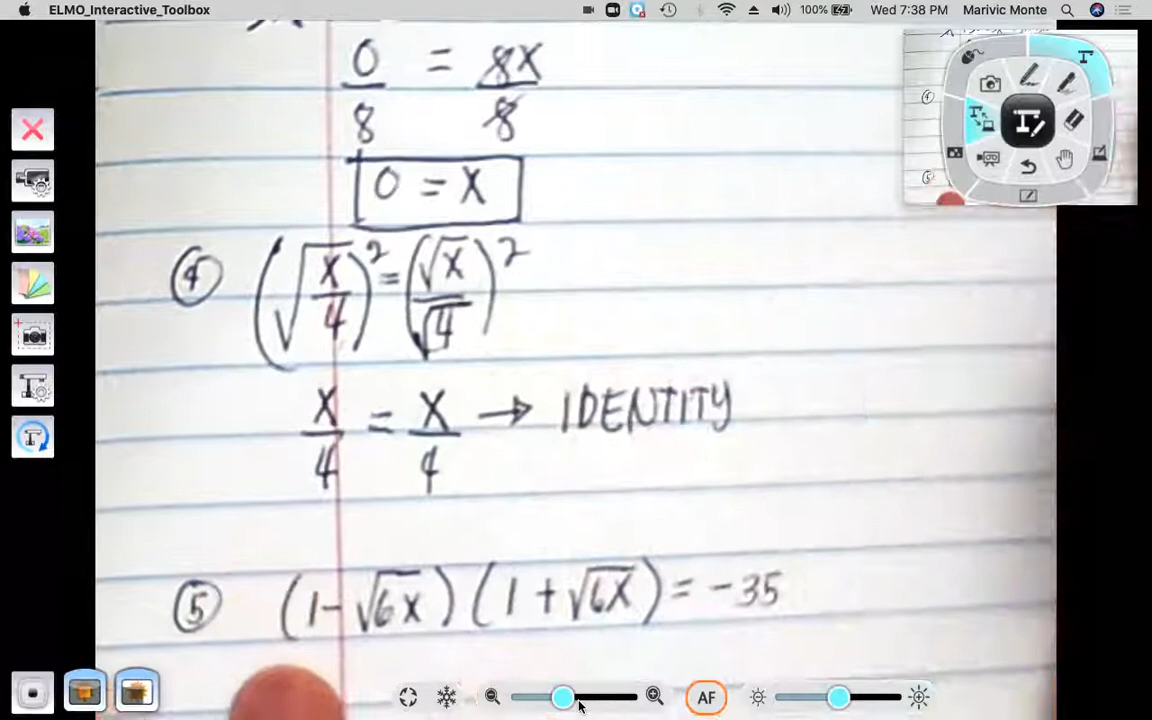 ELMO_Interactive_Toolbox 100% Wed 7:38 PM Marivic Monte
0/8 = 8x/8
0 = x
④ (√(x/4))² = (√x/√4)²
x/4 = x/4 → IDENTITY
⑤ (1-√6x)(1+√6x) = -35
AF